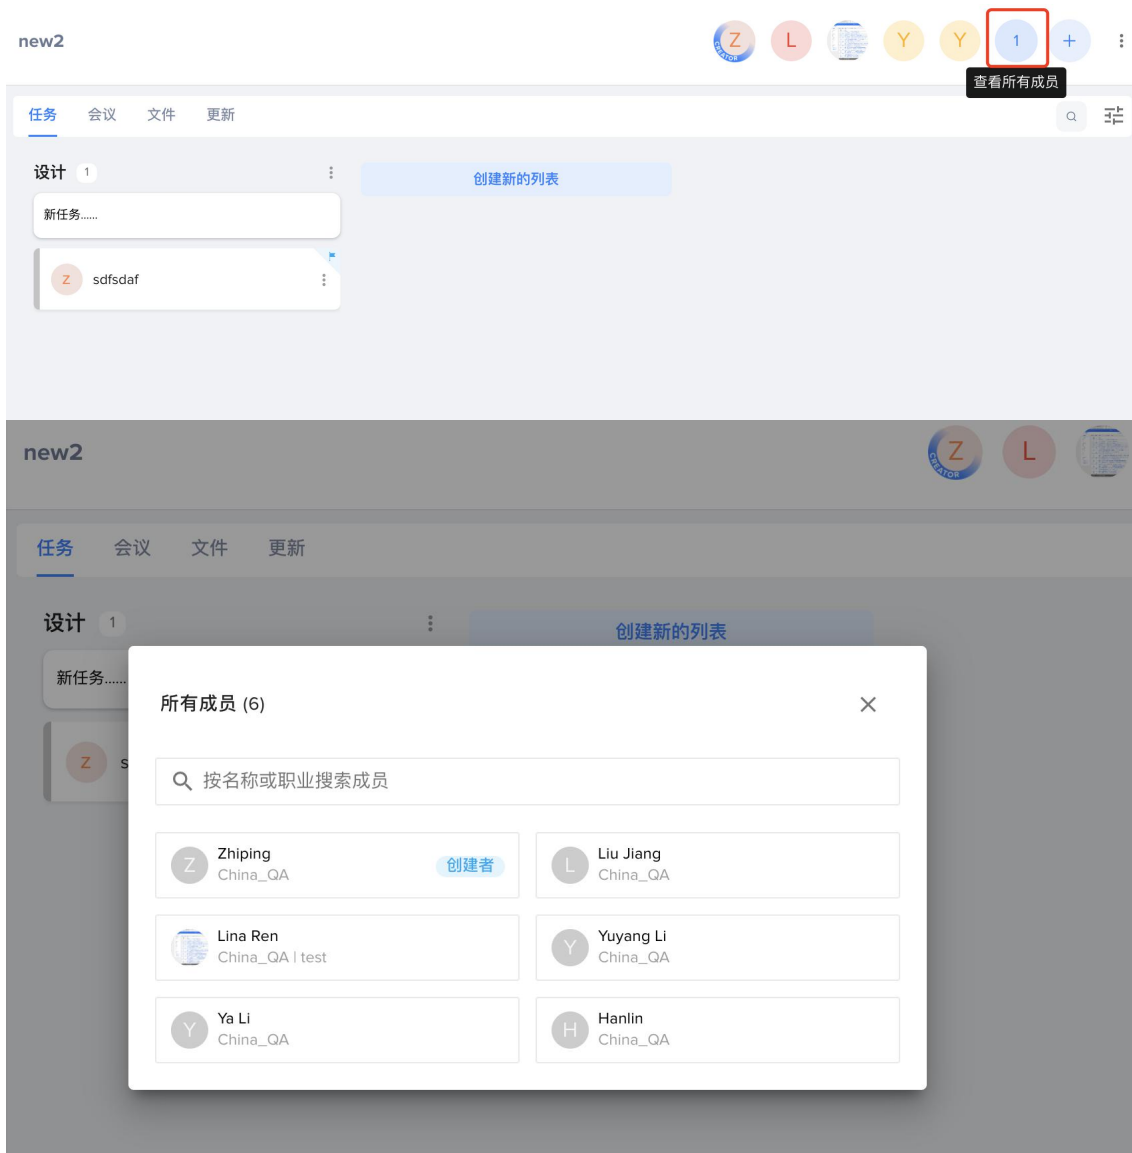 new2
Z
CREATOR
L
Y
Y
1
+
查看所有成员
任务 会议 文件 更新
设计 1
创建新的列表
新任务......
Z sdfsdaf
new2
Z
CREATOR
L
任务 会议 文件 更新
设计 1
创建新的列表
新任务......
Z s
所有成员 (6)
按名称或职业搜索成员
Z Zhiping
China_QA
创建者
L Liu Jiang
China_QA
Lina Ren
China_QA | test
Y Yuyang Li
China_QA
Y Ya Li
China_QA
H Hanlin
China_QA